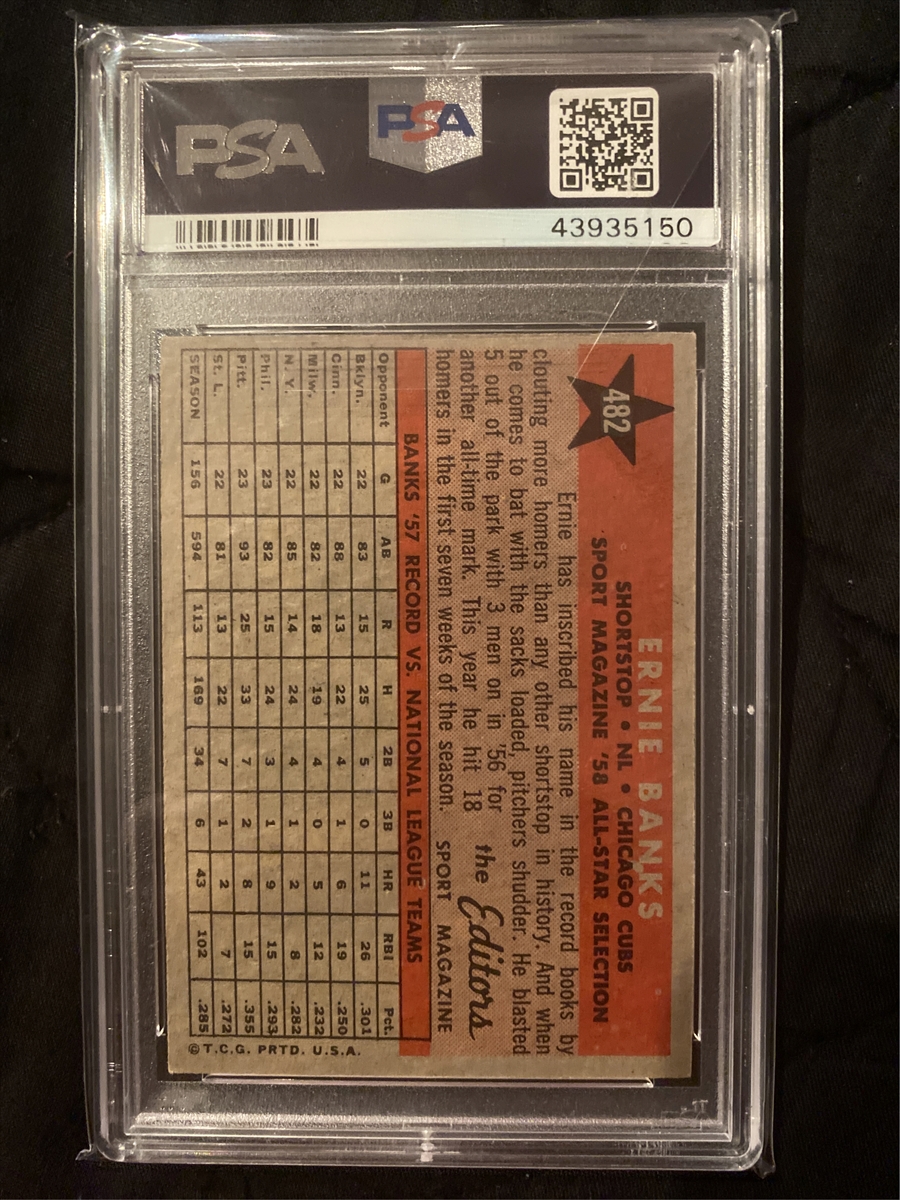 PSA
PSA
43935150
482
ERNIE BANKS
SHORTSTOP • NL • CHICAGO CUBS
SPORT MAGAZINE '58 ALL-STAR SELECTION
Ernie has inscribed his name in the record books by
clouting more homers than any other shortstop in history. And when
he comes to bat with the sacks loaded, pitchers shudder. He blasted
5 out of the park with 3 men on in '56 for
another all-time mark. This year he hit 18
homers in the first seven weeks of the season.
the Editors
SPORT MAGAZINE
BANKS '57 RECORD VS. NATIONAL LEAGUE TEAMS
Opponent G AB R H 2B 3B HR RBI Pct.
Bklyn. 22 83 15 25 5 0 11 26 .301
Cinn. 22 88 13 22 4 1 6 19 .250
Milw. 22 82 18 19 4 0 5 12 .232
N. Y. 22 85 14 24 4 1 2 8 .282
Phil. 23 82 15 24 3 1 9 15 .293
Pitt. 23 93 25 33 7 2 8 15 .355
St. L. 22 81 13 22 7 1 2 7 .272
SEASON 156 594 113 169 34 6 43 102 .285
© T.C.G. PRTD. U.S.A.